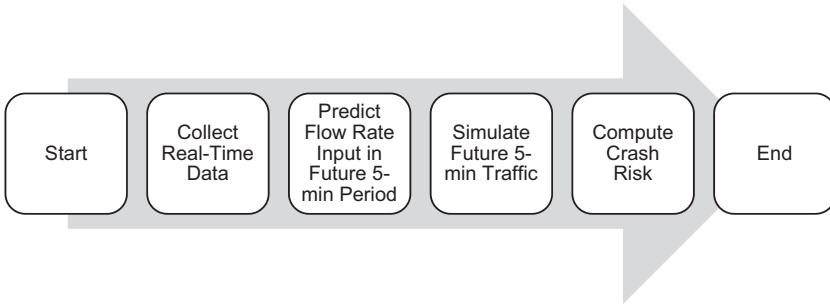 Start
Collect
Real-Time
Data
Predict
Flow Rate
Input in
Future 5-
min Period
Simulate
Future 5-
min Traffic
Compute
Crash
Risk
End